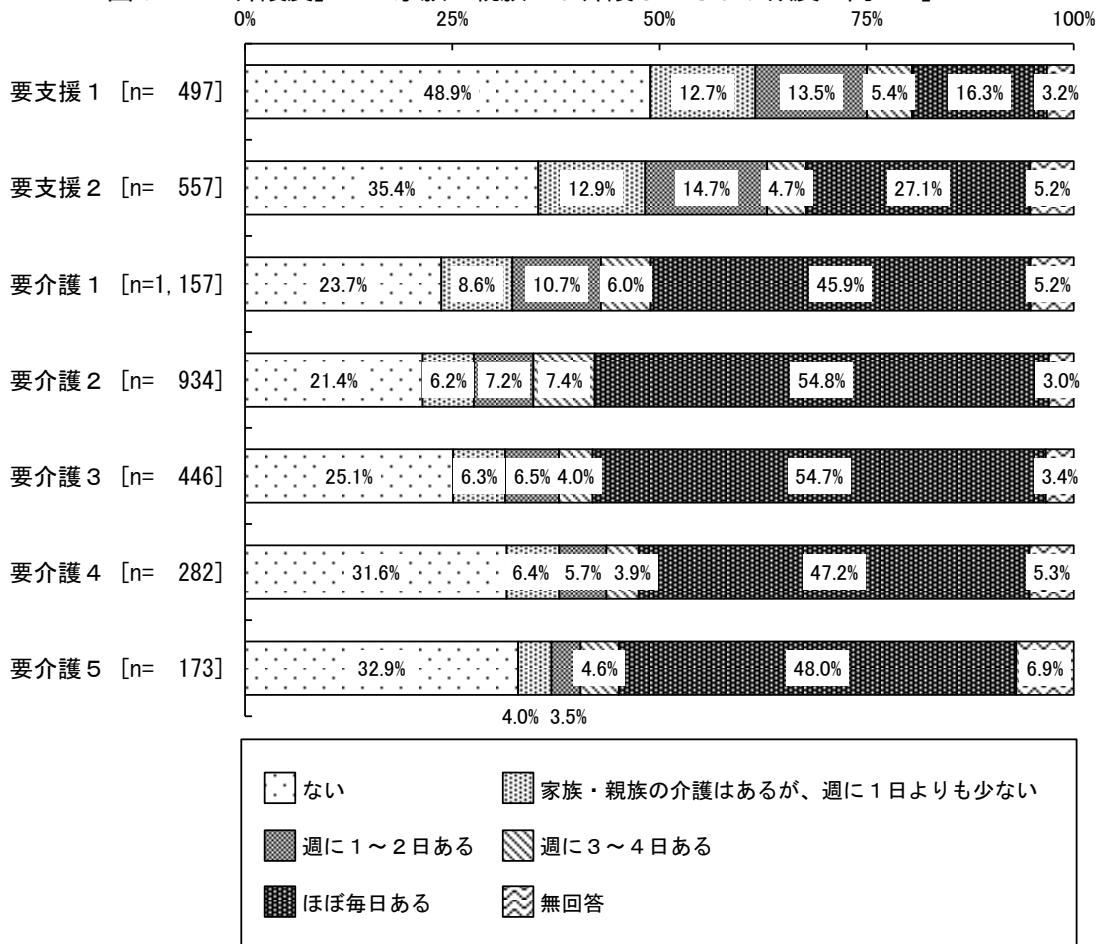 0% 25% 50% 75% 100%
要支援１ [n= 497] 48.9% 12.7% 13.5% 5.4% 16.3% 3.2%
要支援２ [n= 557] 35.4% 12.9% 14.7% 4.7% 27.1% 5.2%
要介護１ [n=1,157] 23.7% 8.6% 10.7% 6.0% 45.9% 5.2%
要介護２ [n= 934] 21.4% 6.2% 7.2% 7.4% 54.8% 3.0%
要介護３ [n= 446] 25.1% 6.3% 6.5% 4.0% 54.7% 3.4%
要介護４ [n= 282] 31.6% 6.4% 5.7% 3.9% 47.2% 5.3%
要介護５ [n= 173] 32.9% 4.6% 48.0% 6.9%
4.0% 3.5%
ない 家族・親族の介護はあるが、週に１日よりも少ない
週に１～２日ある 週に３～４日ある
ほぼ毎日ある 無回答